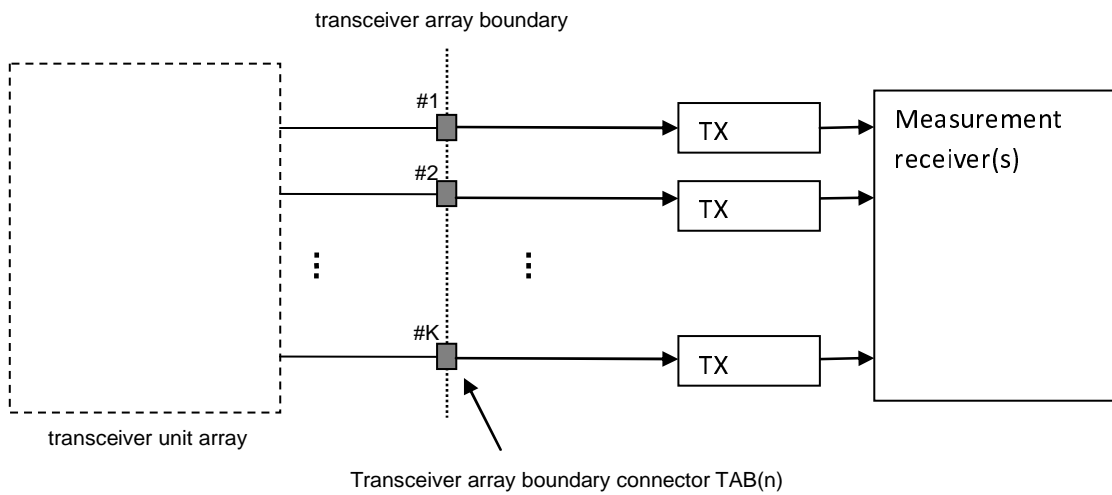 transceiver array boundary
#1
TX
Measurement
receiver(s)
#2
TX
#K
TX
transceiver unit array
Transceiver array boundary connector TAB(n)